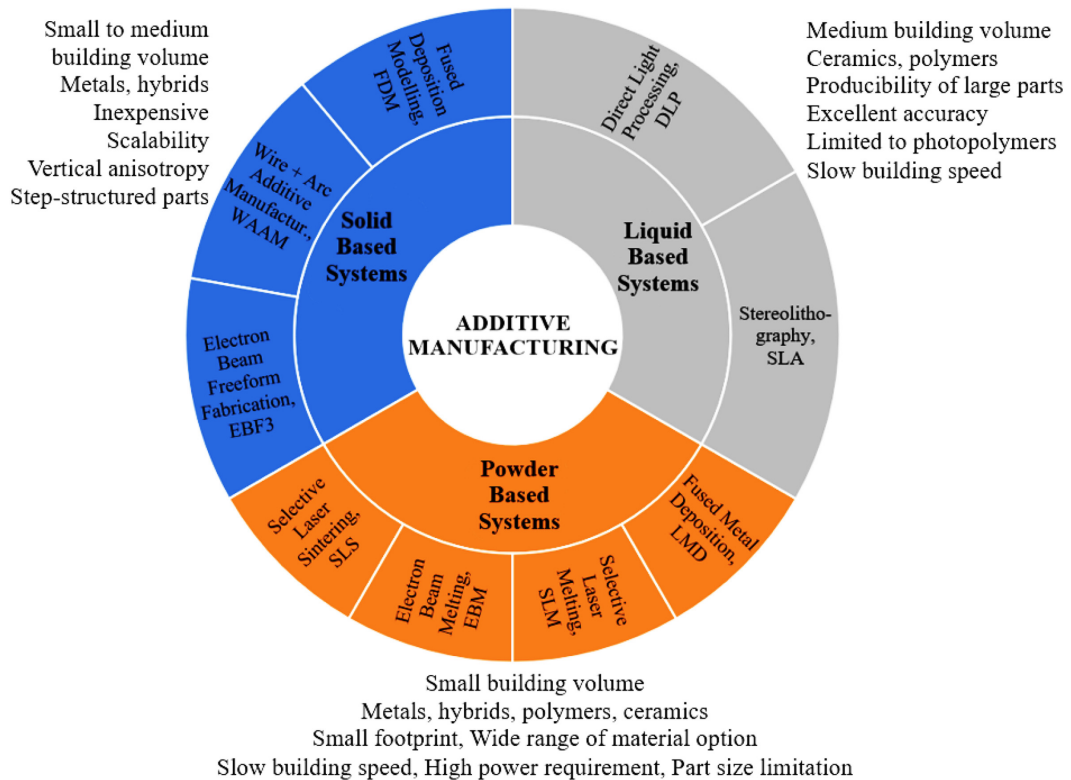 Small to medium
building volume
Metals, hybrids
Inexpensive
Scalability
Vertical anisotropy
Step-structured parts
Medium building volume
Ceramics, polymers
Producibility of large parts
Excellent accuracy
Limited to photopolymers
Slow building speed
Fused
Deposition
Modelling,
FDM
Wire + Arc
Additive
Manufactur.,
WAAM
Electron
Beam
Freeform
Fabrication,
EBF3
Solid
Based
Systems
Direct Light
Processing,
DLP
Stereolitho-
graphy,
SLA
Liquid
Based
Systems
ADDITIVE
MANUFACTURING
Powder
Based
Systems
Selective
Laser
Sintering,
SLS
Electron
Beam
Melting,
EBM
Selective
Laser
Melting,
SLM
Fused Metal
Deposition,
LMD
Small building volume
Metals, hybrids, polymers, ceramics
Small footprint, Wide range of material option
Slow building speed, High power requirement, Part size limitation